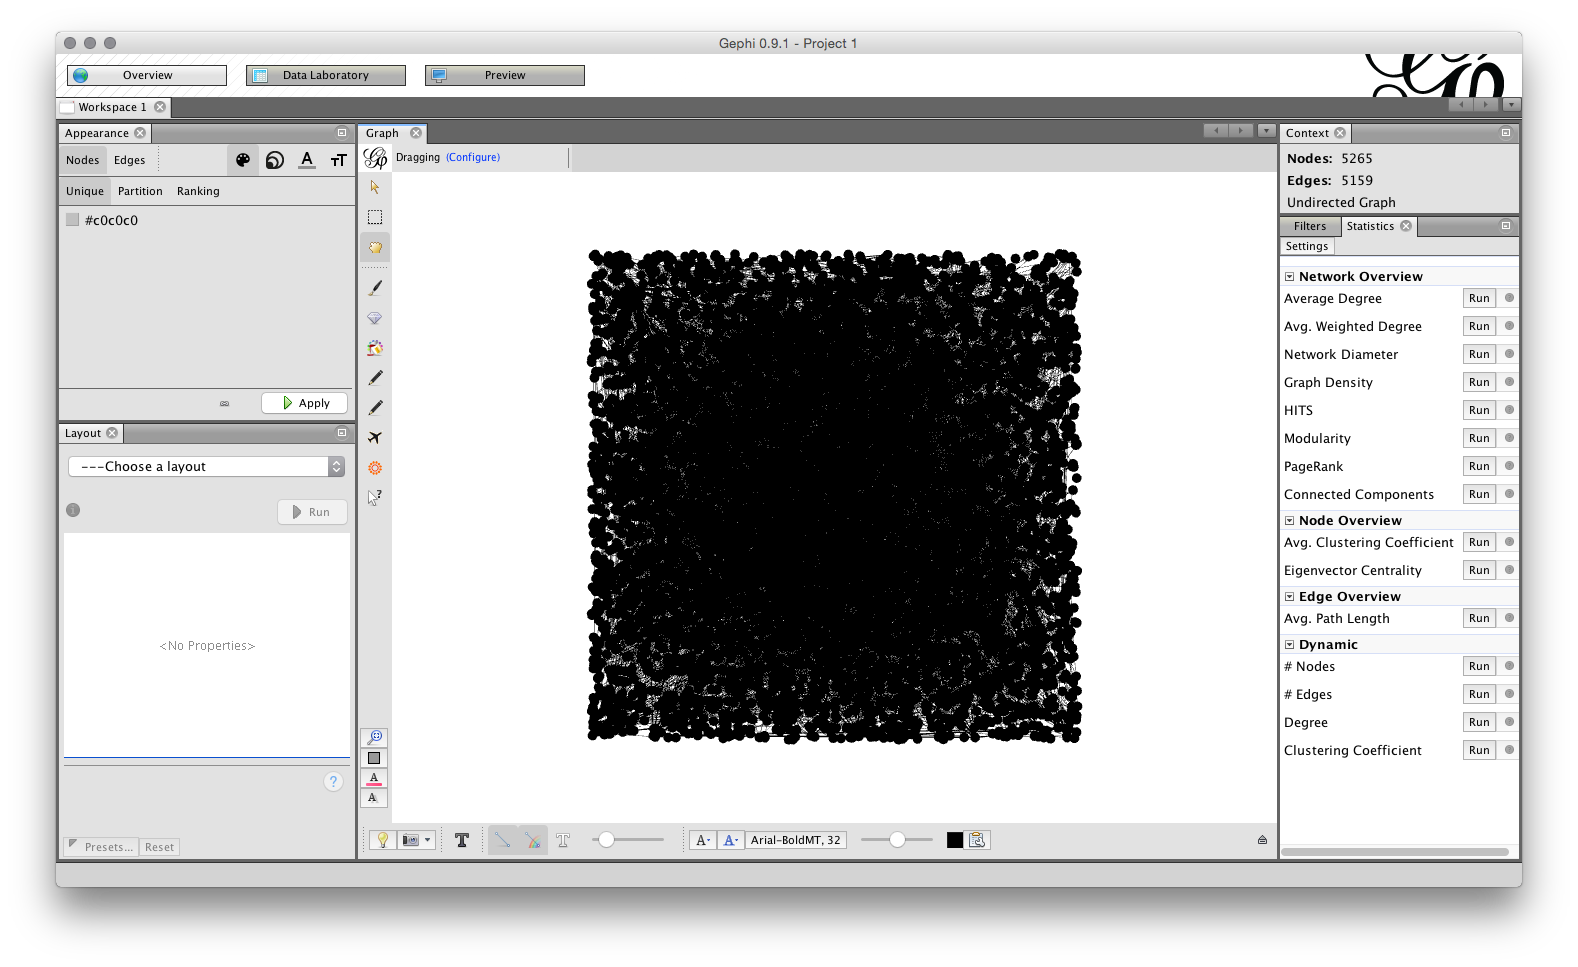 Gephi 0.9.1 - Project 1
Overview
Data Laboratory
Preview
Workspace 1
Appearance
Nodes
Edges
A
TT
Unique
Partition
Ranking
#c0c0c0
Apply
Layout
---Choose a layout
Run
<No Properties>
?
Presets...
Reset
Graph
Dragging (Configure)
?
A
A
T
T
A
A
Arial-BoldMT, 32
Context
Nodes: 5265
Edges: 5159
Undirected Graph
Filters
Statistics
Settings
Network Overview
Average Degree Run
Avg. Weighted Degree Run
Network Diameter Run
Graph Density Run
HITS Run
Modularity Run
PageRank Run
Connected Components Run
Node Overview
Avg. Clustering Coefficient Run
Eigenvector Centrality Run
Edge Overview
Avg. Path Length Run
Dynamic
# Nodes Run
# Edges Run
Degree Run
Clustering Coefficient Run